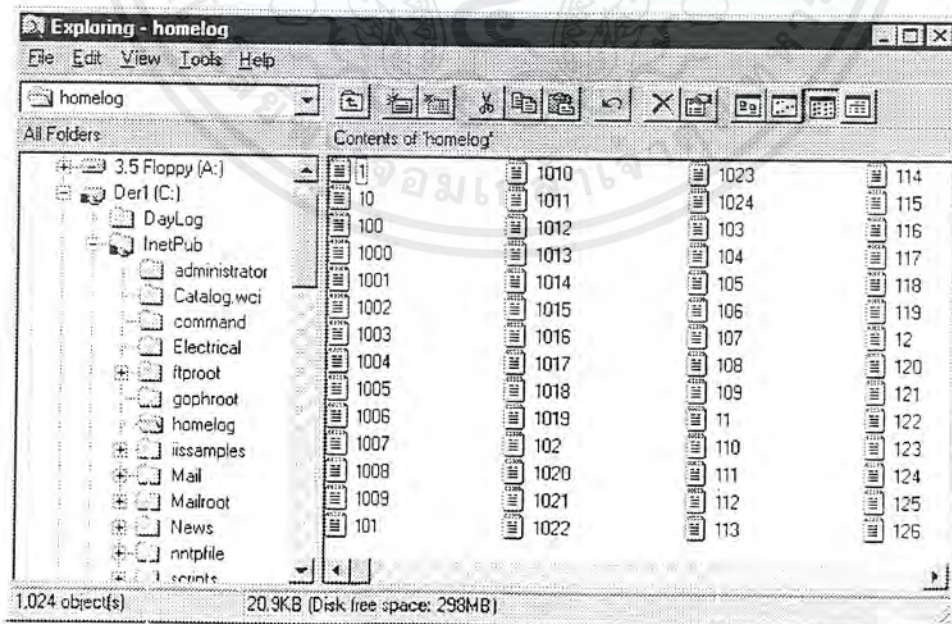 Exploring - homelog
File Edit View Tools Help
homelog
All Folders
Contents of 'homelog'
3.5 Floppy (A:)
Der1 (C:)
DayLog
InetPub
administrator
Catalog.wci
command
Electrical
ftproot
gophroot
homelog
iissamples
Mail
Mailroot
News
nntpfile
scripts
1
10
100
1000
1001
1002
1003
1004
1005
1006
1007
1008
1009
101
1010
1011
1012
1013
1014
1015
1016
1017
1018
1019
102
1020
1021
1022
1023
1024
103
104
105
106
107
108
109
11
110
111
112
113
114
115
116
117
118
119
12
120
121
122
123
124
125
126
1,024 object(s)
20.9KB (Disk free space: 298MB)